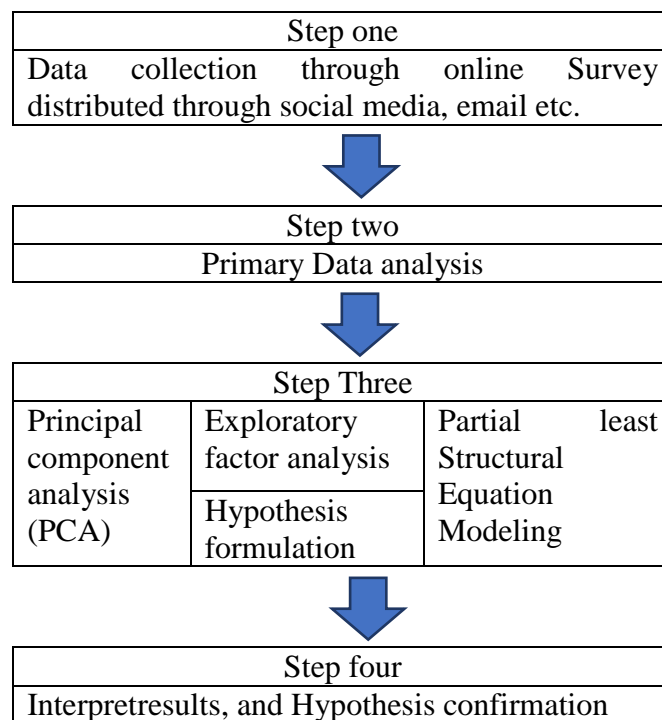 Step one
Data collection through online Survey
distributed through social media, email etc.
Step two
Primary Data analysis
Step Three
Principal
component
analysis
(PCA)
Exploratory
factor analysis
Hypothesis
formulation
Partial least
Structural
Equation
Modeling
Step four
Interpretresults, and Hypothesis confirmation